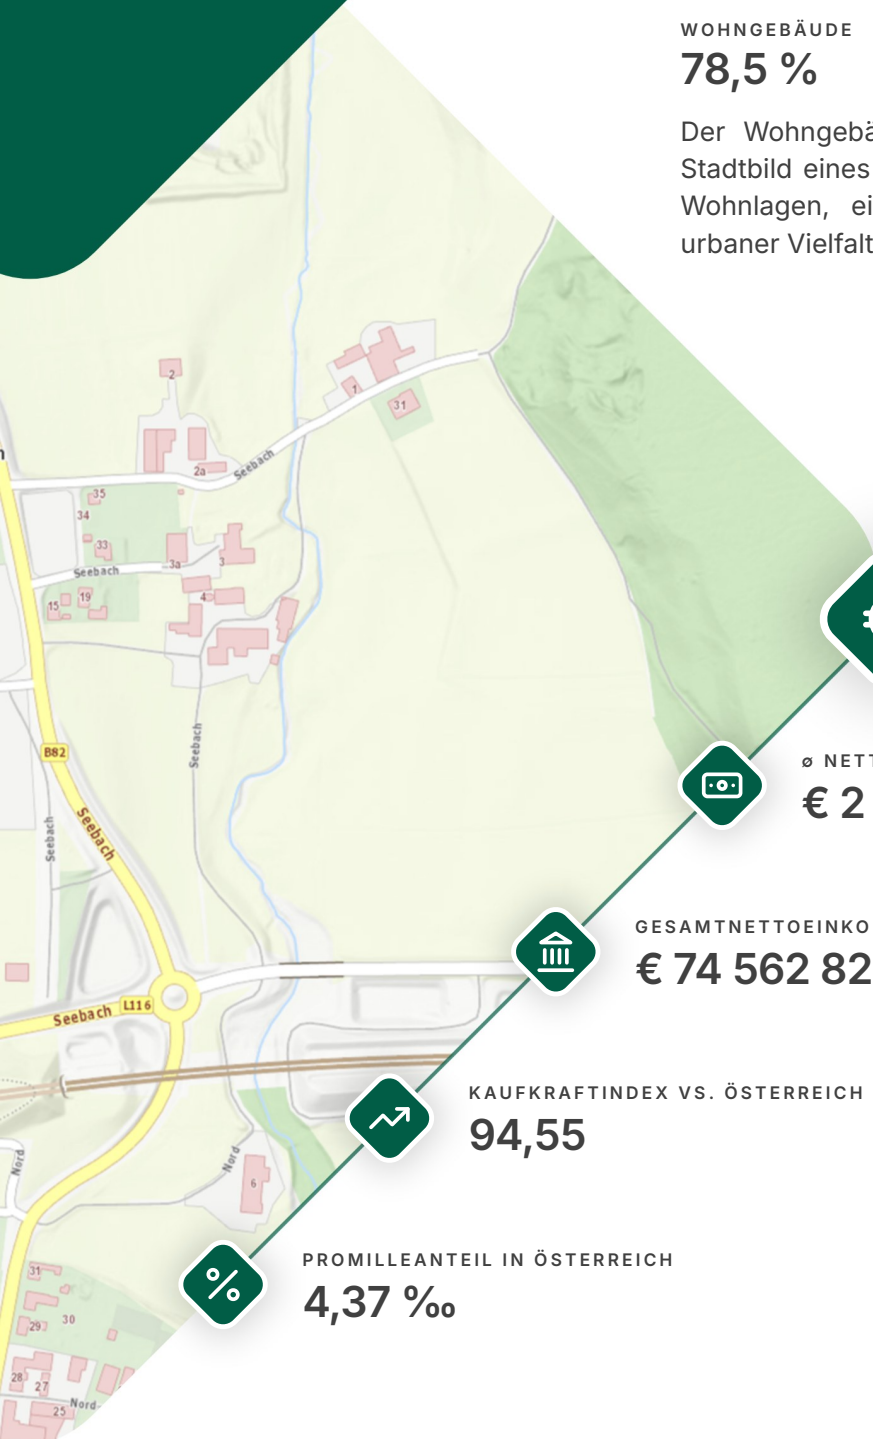 WOHNGEBÄUDE
78,5 %
Der Wohngebä
Stadtbild eines
Wohnlagen, ei
urbaner Vielfalt
2
1
31
2a
Seebach
35
34
33
3a
3
Seebach
15
19
4
Seebach
B82
Seebach
Seebach
ø NETT
€ 2
GESAMTNETTOEINKO
€ 74 562 82
Seebach
L116
KAUFKRAFTINDEX VS. ÖSTERREICH
94,55
Nord
Nord
6
PROMILLEANTEIL IN ÖSTERREICH
4,37 ‰
31
30
29
28
27
25
Nord-